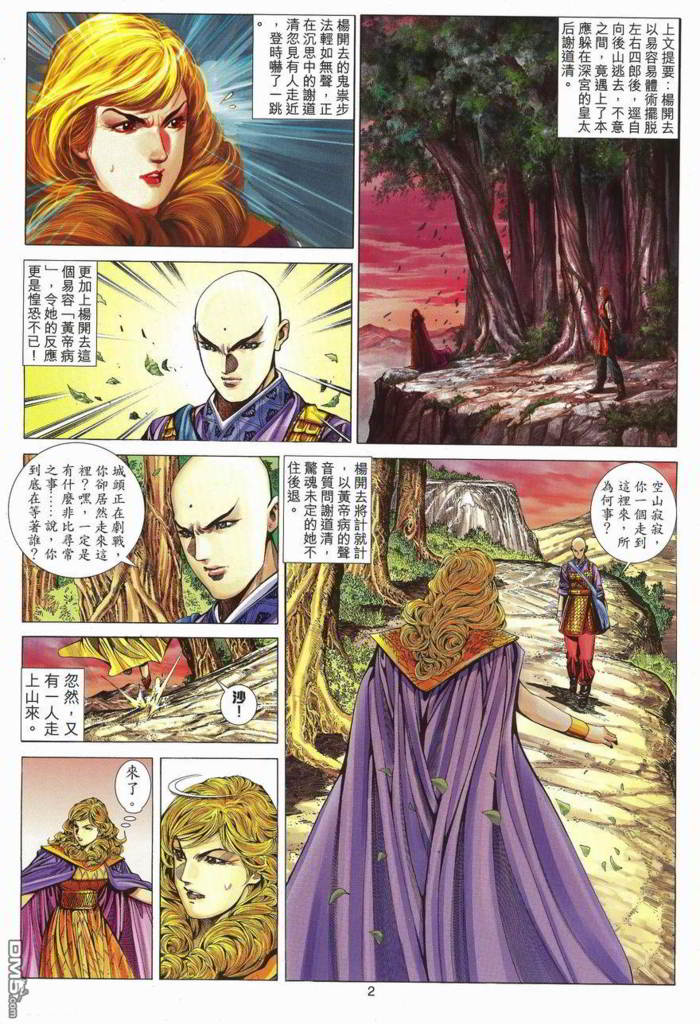 上文提要：楊開去
以易容易體術擺脫
左右四郎後，逕自
向後山逃去，不意
之間，竟遇上了本
應躲在深宮的皇太
后謝道清。
楊開去的鬼祟步
法輕如無聲，正
在沉思中的謝道
清忽見有人走近
，登時嚇了一跳
。
更加上楊開去這
個易容「黃帝病
」，令她的反應
更是惶恐不已！
空山寂寂，
你一個走到
這裡來，所
為何事？
楊開去將計就計
，以黃帝病的聲
音質問謝道清，
驚魂未定的她不
住後退。
城頭正在劇戰，
你卻居然走來這
裡？嘿，一定是
有什麼非比尋常
之事……說，你
到底在等著誰？
沙！
忽然，又
有一人走
上山來。
來了。
2
DM5